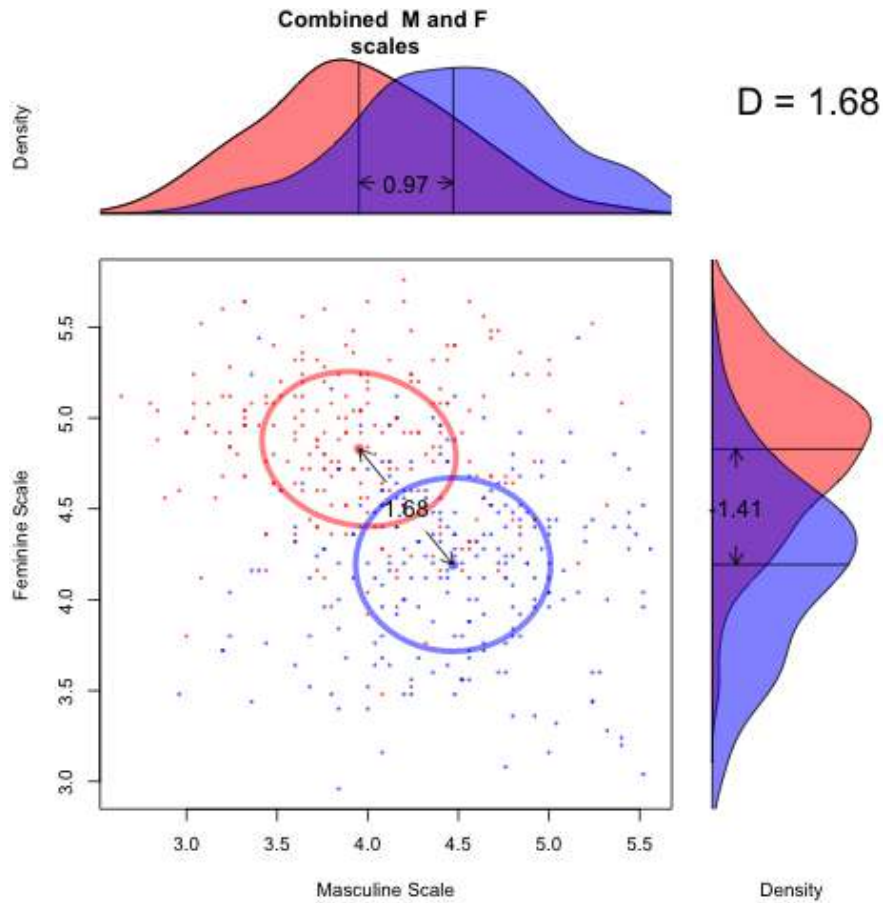 Combined  M and F
scales
D = 1.68
Density
0.97
5.5
5.0
4.5
4.0
3.5
3.0
Feminine Scale
1.68
-1.41
3.0
3.5
4.0
4.5
5.0
5.5
Masculine Scale
Density